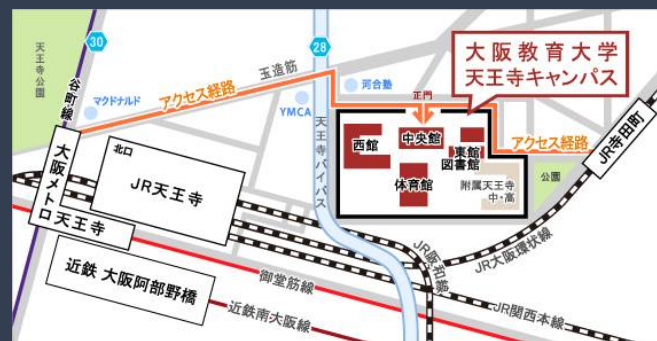 天王寺公園
30
谷町線
マクドナルド
アクセス経路
玉造筋
28
YMCA
河合塾
天王寺バイパス
大阪教育大学
天王寺キャンパス
正門
西館
中央館
東館
図書館
体育館
附属天王寺
中・高
アクセス経路
公園
JR寺田町
大阪メトロ
天王寺
北口
JR天王寺
近鉄 大阪阿部野橋
御堂筋線
近鉄南大阪線
JR阪和線
JR大阪環状線
JR関西本線